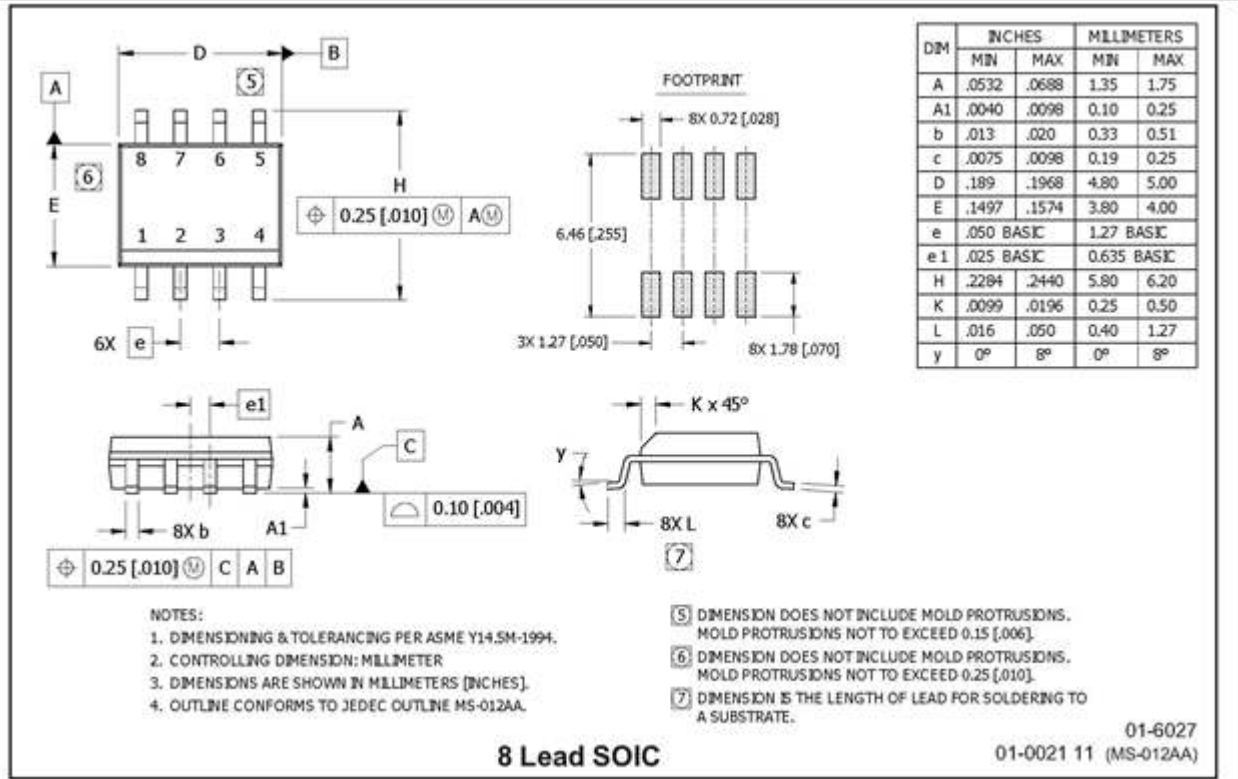 D
B
5
A
8 7 6 5
6
E
H
0.25 [.010] M A M
1 2 3 4
6X e
FOOTPRINT
8X 0.72 [.028]
6.46 [.255]
3X 1.27 [.050]
8X 1.78 [.070]
DIM INCHES MILLIMETERS
MIN MAX MIN MAX
A .0532 .0688 1.35 1.75
A1 .0040 .0098 0.10 0.25
b .013 .020 0.33 0.51
c .0075 .0098 0.19 0.25
D .189 .1968 4.80 5.00
E .1497 .1574 3.80 4.00
e .050 BASIC 1.27 BASIC
e1 .025 BASIC 0.635 BASIC
H .2284 .2440 5.80 6.20
K .0099 .0196 0.25 0.50
L .016 .050 0.40 1.27
y 0° 8° 0° 8°
e1
A
C
0.10 [.004]
8X b
A1
0.25 [.010] M C A B
K x 45°
y
8X L
7
8X c
NOTES:
1. DIMENSIONING & TOLERANCING PER ASME Y14.5M-1994.
2. CONTROLLING DIMENSION: MILLIMETER
3. DIMENSIONS ARE SHOWN IN MILLIMETERS [INCHES].
4. OUTLINE CONFORMS TO JEDEC OUTLINE MS-012AA.
5 DIMENSION DOES NOT INCLUDE MOLD PROTRUSIONS.
MOLD PROTRUSIONS NOT TO EXCEED 0.15 [.006].
6 DIMENSION DOES NOT INCLUDE MOLD PROTRUSIONS.
MOLD PROTRUSIONS NOT TO EXCEED 0.25 [.010].
7 DIMENSION IS THE LENGTH OF LEAD FOR SOLDERING TO
A SUBSTRATE.
8 Lead SOIC
01-6027
01-0021 11 (MS-012AA)